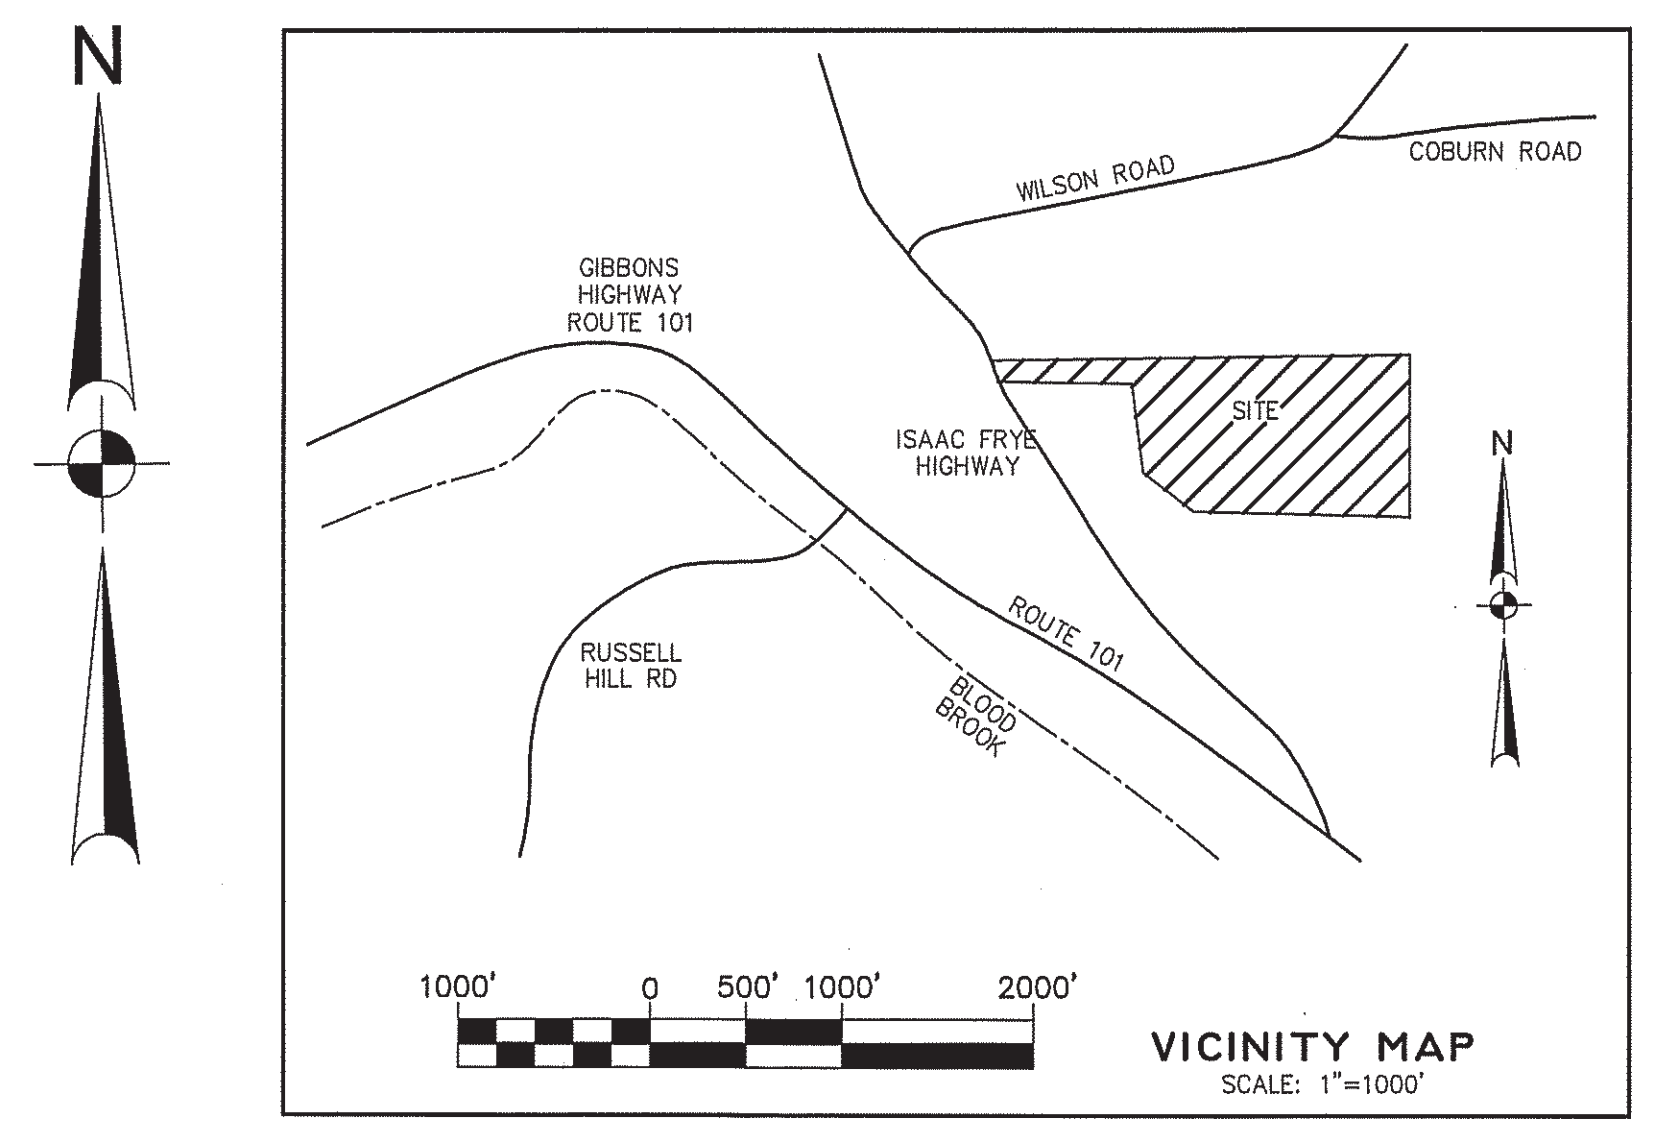 N
WILSON ROAD
COBURN ROAD
GIBBONS
HIGHWAY
ROUTE 101
SITE
ISAAC FRYE
HIGHWAY
N
ROUTE 101
RUSSELL
HILL RD
BLOOD
BROOK
1000' 0 500' 1000' 2000'
VICINITY MAP
SCALE: 1"=1000'